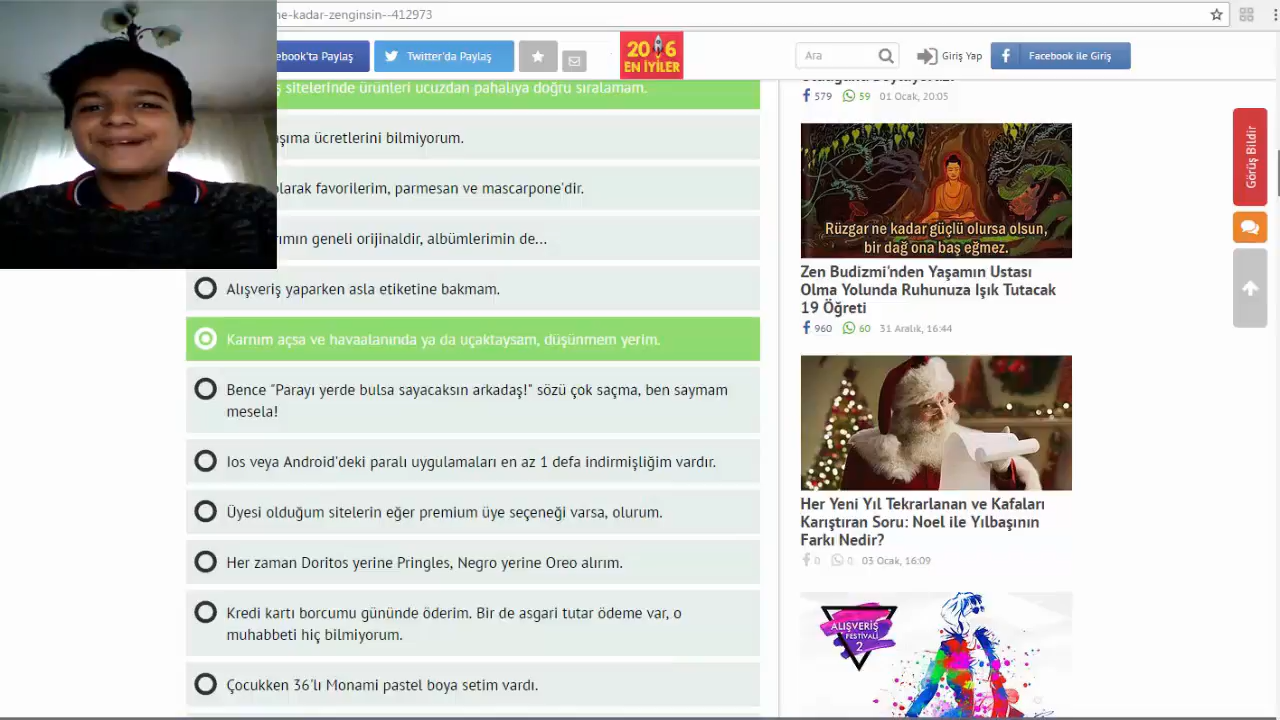 ne-kadar-zenginsin--412973
ebook'ta Paylaş
Twitter'da Paylaş
2016
EN İYİLER
Ara
Giriş Yap
Facebook ile Giriş
ş sitelerinde ürünleri ucuzdan pahalıya doğru sıralamam.
aşıma ücretlerini bilmiyorum.
olarak favorilerim, parmesan ve mascarpone'dir.
rımın geneli orijinaldir, albümlerimin de...
Alışveriş yaparken asla etiketine bakmam.
Karnım açsa ve havaalanında ya da uçaktaysam, düşünmem yerim.
Bence "Parayı yerde bulsa sayacaksın arkadaş!" sözü çok saçma, ben saymam
mesela!
Ios veya Android'deki paralı uygulamaları en az 1 defa indirmişliğim vardır.
Üyesi olduğum sitelerin eğer premium üye seçeneği varsa, olurum.
Her zaman Doritos yerine Pringles, Negro yerine Oreo alırım.
Kredi kartı borcumu gününde öderim. Bir de asgari tutar ödeme var, o
muhabbeti hiç bilmiyorum.
Çocukken 36'lı Monami pastel boya setim vardı.
579 59 01 Ocak, 20:05
Rüzgar ne kadar güçlü olursa olsun,
bir dağ ona baş eğmez.
Zen Budizmi'nden Yaşamın Ustası
Olma Yolunda Ruhunuza Işık Tutacak
19 Öğreti
960 60 31 Aralık, 16:44
Her Yeni Yıl Tekrarlanan ve Kafaları
Karıştıran Soru: Noel ile Yılbaşının
Farkı Nedir?
0 0 03 Ocak, 16:09
ALIŞVERİŞ
FESTİVALİ
2
Görüş Bildir